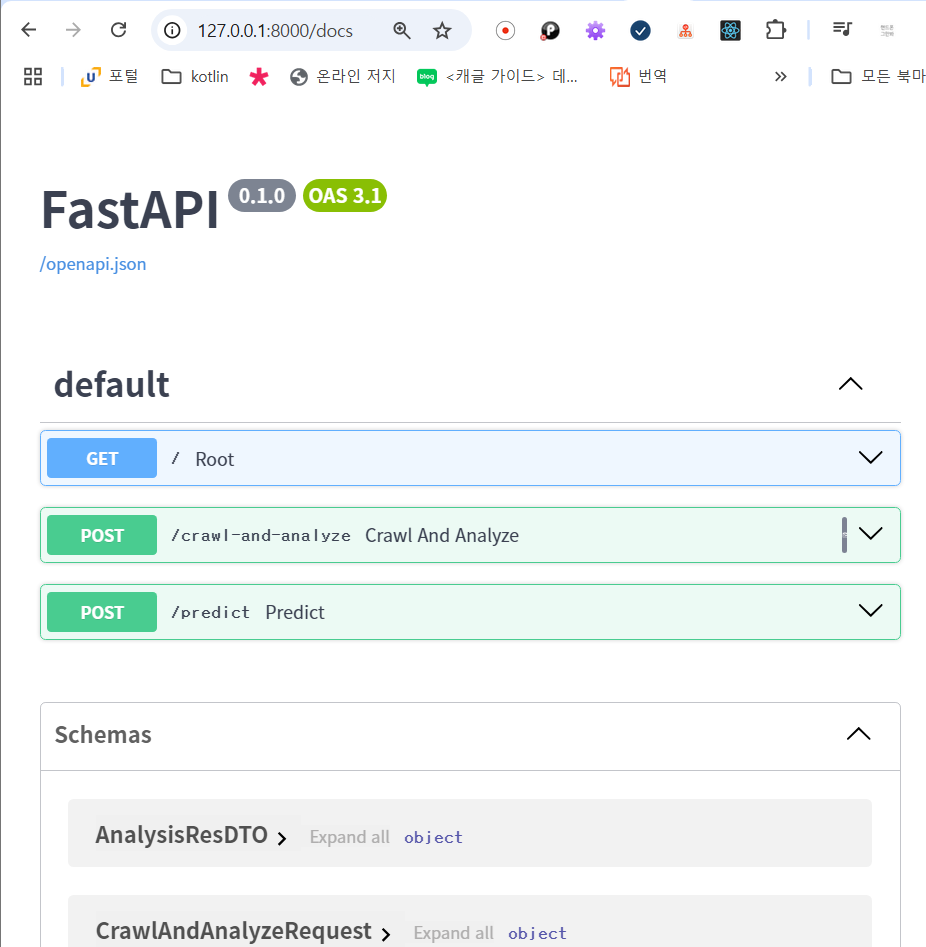 127.0.0.1:8000/docs
포털 kotlin 온라인 저지 blog <캐글 가이드> 데... 번역 모든 북마
FastAPI 0.1.0 OAS 3.1
/openapi.json
default
GET / Root
POST /crawl-and-analyze Crawl And Analyze
POST /predict Predict
Schemas
AnalysisResDTO Expand all object
CrawlAndAnalyzeRequest Expand all object